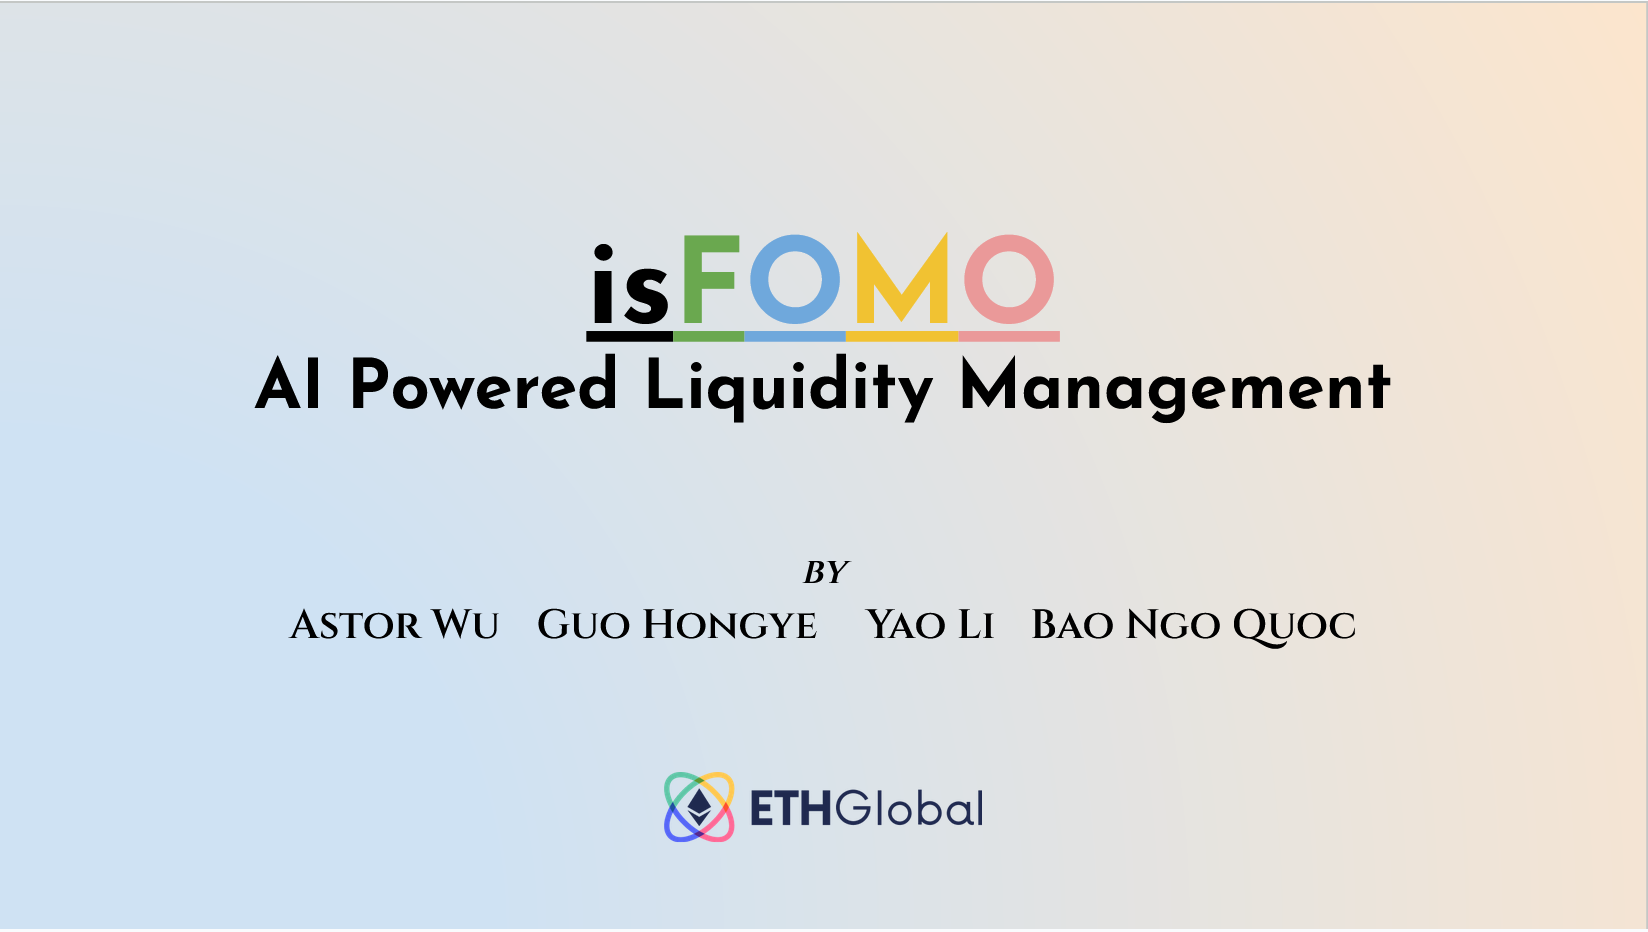 isFOMO
AI Powered Liquidity Management
BY
Astor Wu Guo Hongye Yao Li Bao Ngo Quoc
ETHGlobal